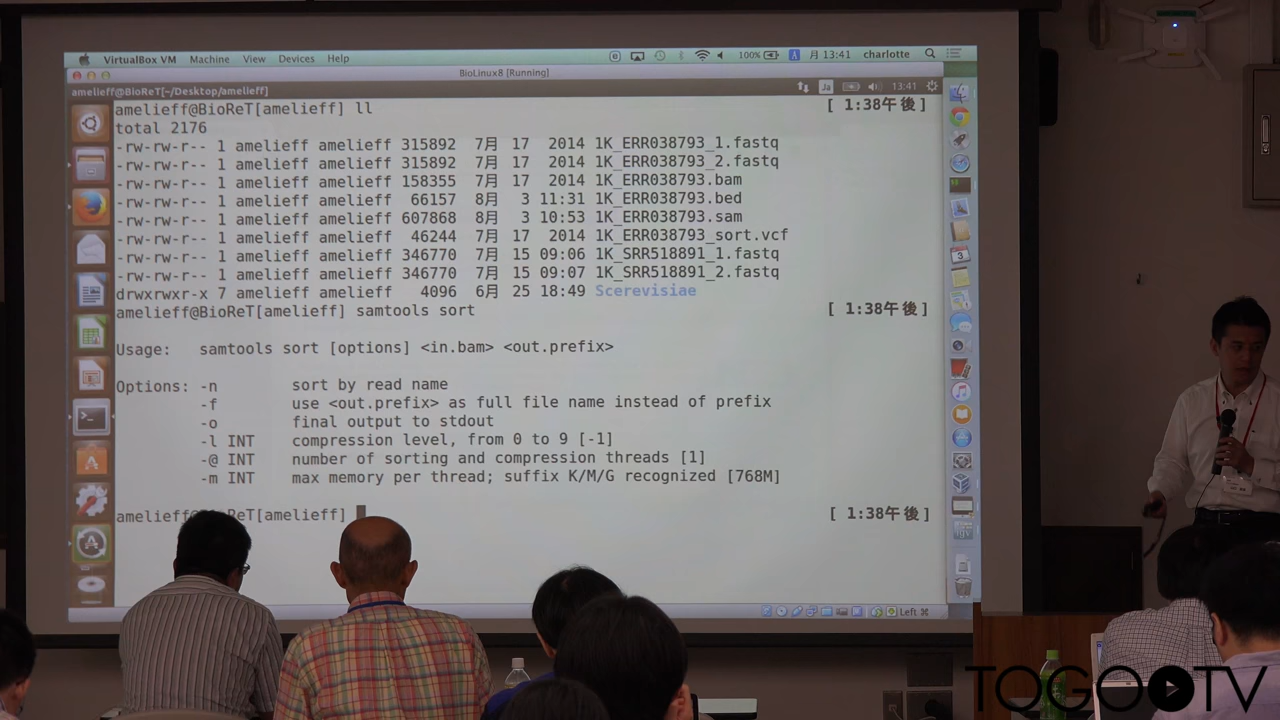 VirtualBox VM Machine View Devices Help 100% 月 13:41 charlotte
BioLinux8 [Running]
amelieff@BioReT[~/Desktop/amelieff] Ja 13:41
amelieff@BioReT[amelieff] ll [ 1:38午後]
total 2176
-rw-rw-r-- 1 amelieff amelieff 315892 7月 17 2014 1K_ERR038793_1.fastq
-rw-rw-r-- 1 amelieff amelieff 315892 7月 17 2014 1K_ERR038793_2.fastq
-rw-rw-r-- 1 amelieff amelieff 158355 7月 17 2014 1K_ERR038793.bam
-rw-rw-r-- 1 amelieff amelieff 66157 8月 3 11:31 1K_ERR038793.bed
-rw-rw-r-- 1 amelieff amelieff 607868 8月 3 10:53 1K_ERR038793.sam
-rw-rw-r-- 1 amelieff amelieff 46244 7月 17 2014 1K_ERR038793_sort.vcf
-rw-rw-r-- 1 amelieff amelieff 346770 7月 15 09:06 1K_SRR518891_1.fastq
-rw-rw-r-- 1 amelieff amelieff 346770 7月 15 09:07 1K_SRR518891_2.fastq
drwxrwxr-x 7 amelieff amelieff 4096 6月 25 18:49 Scerevisiae
amelieff@BioReT[amelieff] samtools sort [ 1:38午後]
Usage: samtools sort [options] <in.bam> <out.prefix>
Options: -n sort by read name
-f use <out.prefix> as full file name instead of prefix
-o final output to stdout
-l INT compression level, from 0 to 9 [-1]
-@ INT number of sorting and compression threads [1]
-m INT max memory per thread; suffix K/M/G recognized [768M]
amelieff@BioReT[amelieff] [ 1:38午後]
Left ⌘
TOGOTV